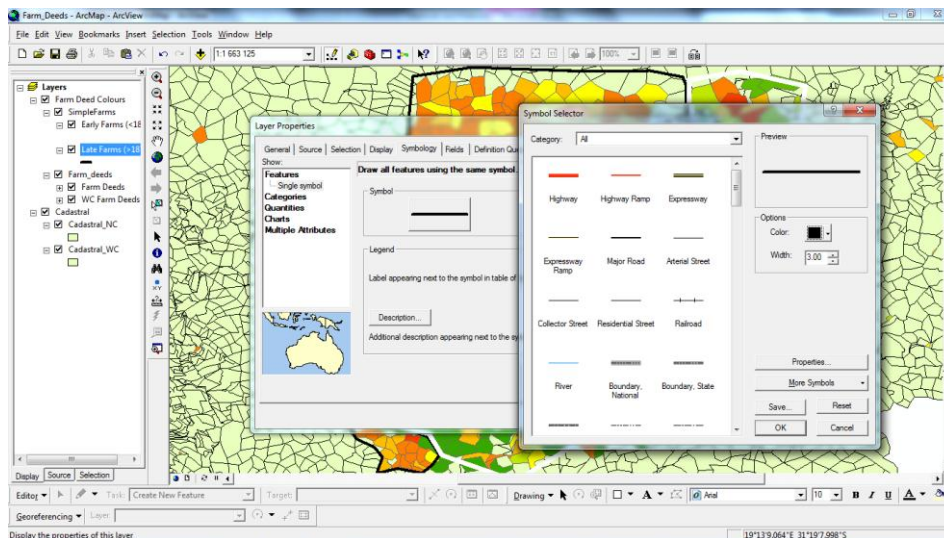 Farm_Deeds - ArcMap - ArcView
File Edit View Bookmarks Insert Selection Tools Window Help
1:1 663 125
100%
Layers
Farm Deed Colours
SimpleFarms
Early Farms (<18
Late Farms (>18
Farm_deeds
Farm Deeds
WC Farm Deeds
Cadastral
Cadastral_NC
Cadastral_WC
Display Source Selection
Layer Properties
General Source Selection Display Symbology Fields Definition Qu
Show:
Features
Single symbol
Categories
Quantities
Charts
Multiple Attributes
Draw all features using the same symbol.
Symbol
Legend
Label appearing next to the symbol in table of
Description...
Additional description appearing next to the sy
Symbol Selector
Category: All
Highway Highway Ramp Expressway
Expressway Ramp Major Road Arterial Street
Collector Street Residential Street Railroad
River Boundary, National Boundary, State
Preview
Options
Color:
Width: 3.00
Properties...
More Symbols
Save... Reset
OK Cancel
Editor Task: Create New Feature Target: Drawing A Arial 10 B I U A
Georeferencing Layer:
Display the properties of this layer
19°13'9.064"E 31°19'7.998"S